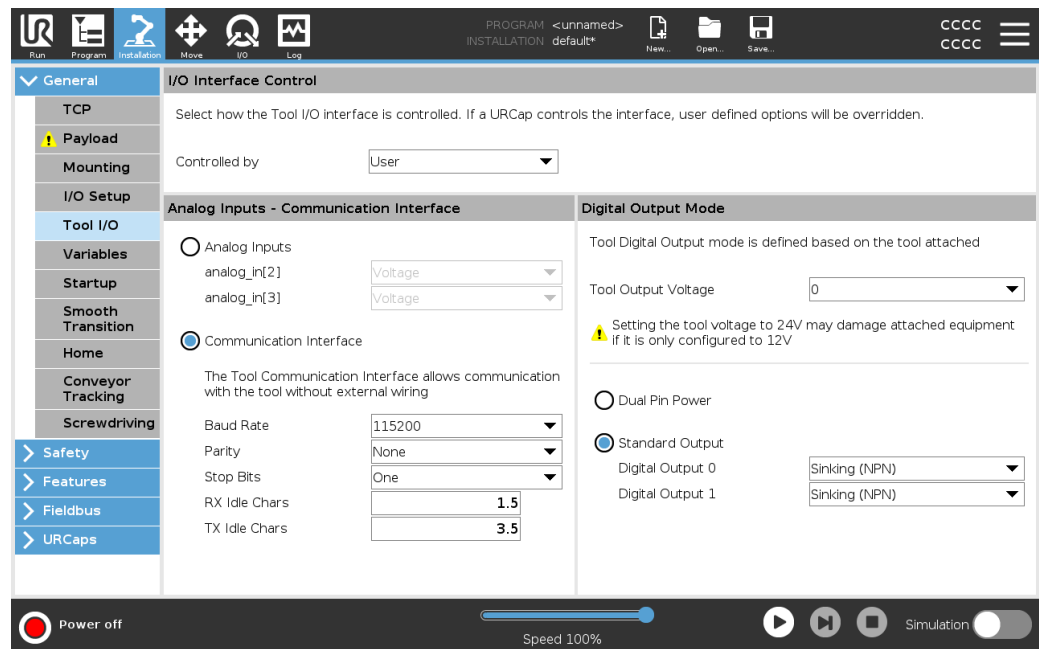 UR
PROGRAM <unnamed>
INSTALLATION default*
Run
Program
Installation
Move
I/O
Log
New...
Open...
Save...
CCCC
CCCC
General
TCP
Payload
Mounting
I/O Setup
Tool I/O
Variables
Startup
Smooth
Transition
Home
Conveyor
Tracking
Screwdriving
Safety
Features
Fieldbus
URCaps
I/O Interface Control
Select how the Tool I/O interface is controlled. If a URCap controls the interface, user defined options will be overridden.
Controlled by User
Analog Inputs - Communication Interface
Analog Inputs
analog_in[2] Voltage
analog_in[3] Voltage
Communication Interface
The Tool Communication Interface allows communication
with the tool without external wiring
Baud Rate 115200
Parity None
Stop Bits One
RX Idle Chars 1.5
TX Idle Chars 3.5
Digital Output Mode
Tool Digital Output mode is defined based on the tool attached
Tool Output Voltage 0
Setting the tool voltage to 24V may damage attached equipment
if it is only configured to 12V
Dual Pin Power
Standard Output
Digital Output 0 Sinking (NPN)
Digital Output 1 Sinking (NPN)
Power off
Speed 100%
Simulation